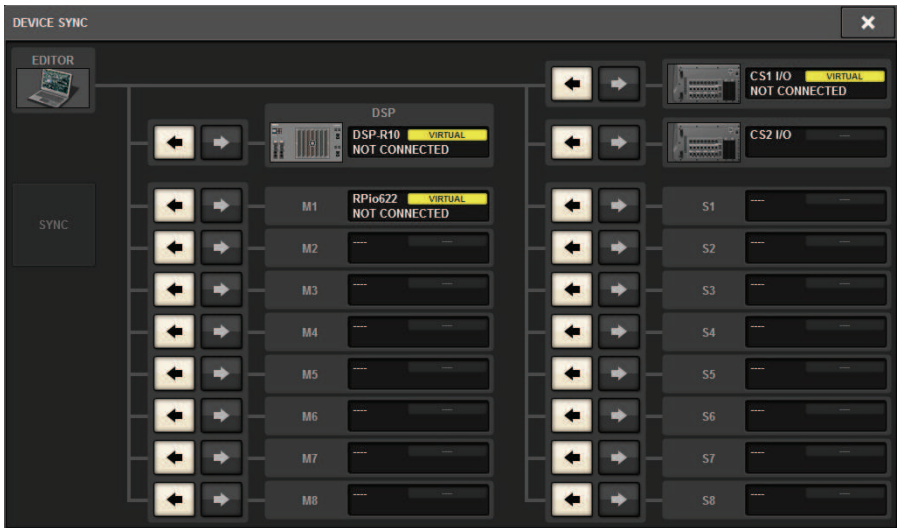 DEVICE SYNC
EDITOR
SYNC
DSP
DSP-R10 VIRTUAL
NOT CONNECTED
M1 RPio622 VIRTUAL
NOT CONNECTED
M2 ---- ---
M3 ---- ---
M4 ---- ---
M5 ---- ---
M6 ---- ---
M7 ---- ---
M8 ---- ---
CS1 I/O VIRTUAL
NOT CONNECTED
CS2 I/O ---
S1 ---- ---
S2 ---- ---
S3 ---- ---
S4 ---- ---
S5 ---- ---
S6 ---- ---
S7 ---- ---
S8 ---- ---